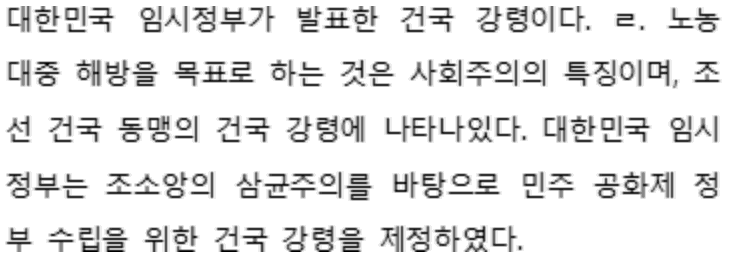 대한민국 임시정부가 발표한 건국 강령이다. ㄹ. 노농
대중 해방을 목표로 하는 것은 사회주의의 특징이며, 조
선 건국 동맹의 건국 강령에 나타나있다. 대한민국 임시
정부는 조소앙의 삼균주의를 바탕으로 민주 공화제 정
부 수립을 위한 건국 강령을 제정하였다.